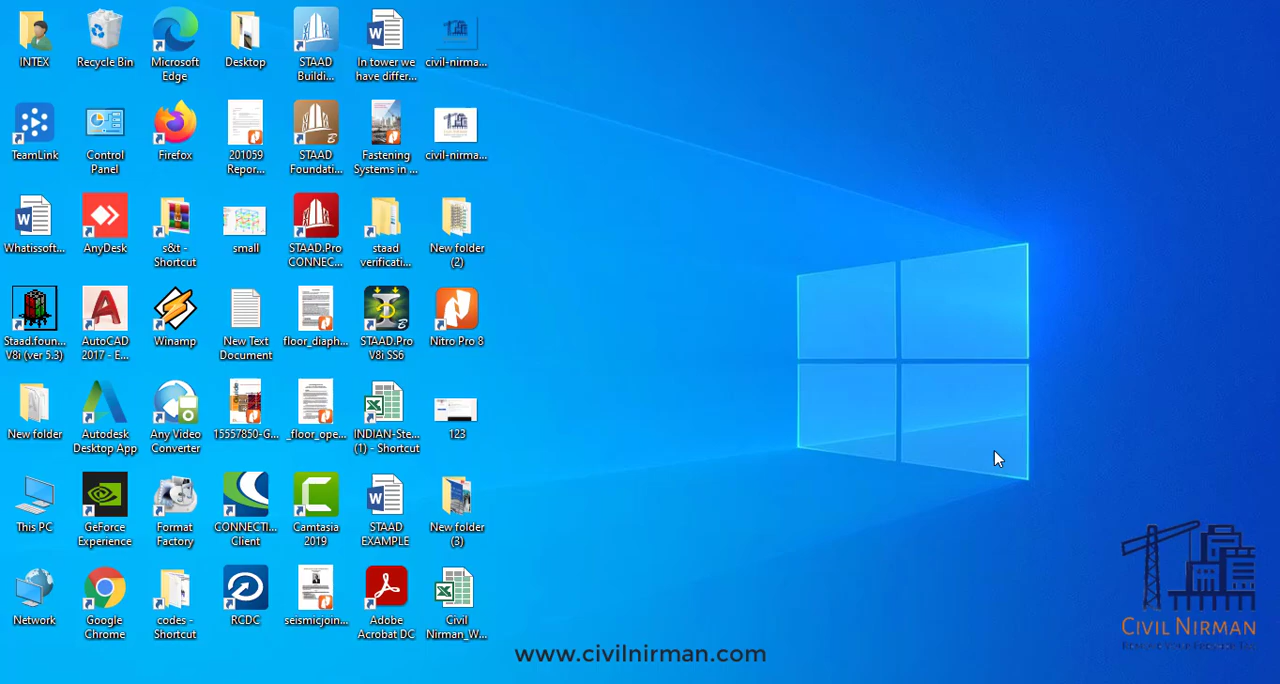 INTEX
Recycle Bin
Microsoft
Edge
Desktop
STAAD
Buildi...
In tower we
have differ...
civil-nirma...
TeamLink
Control
Panel
Firefox
201059
Repor...
STAAD
Foundati...
Fastening
Systems in ...
civil-nirma...
Whatissoft...
AnyDesk
s&t -
Shortcut
small
STAAD.Pro
CONNEC...
staad
verificati...
New folder
(2)
Staad.foun...
V8i (ver 5.3)
AutoCAD
2017 - E...
Winamp
New Text
Document
floor_diaph...
STAAD.Pro
V8i SS6
Nitro Pro 8
New folder
Autodesk
Desktop App
Any Video
Converter
15557850-G...
_floor_ope...
INDIAN-Ste...
(1) - Shortcut
123
This PC
GeForce
Experience
Format
Factory
CONNECTI...
Client
Camtasia
2019
STAAD
EXAMPLE
New folder
(3)
Network
Google
Chrome
codes -
Shortcut
RCDC
seismicjoin...
Adobe
Acrobat DC
Civil
Nirman_W...
CIVIL NIRMAN
www.civilnirman.com